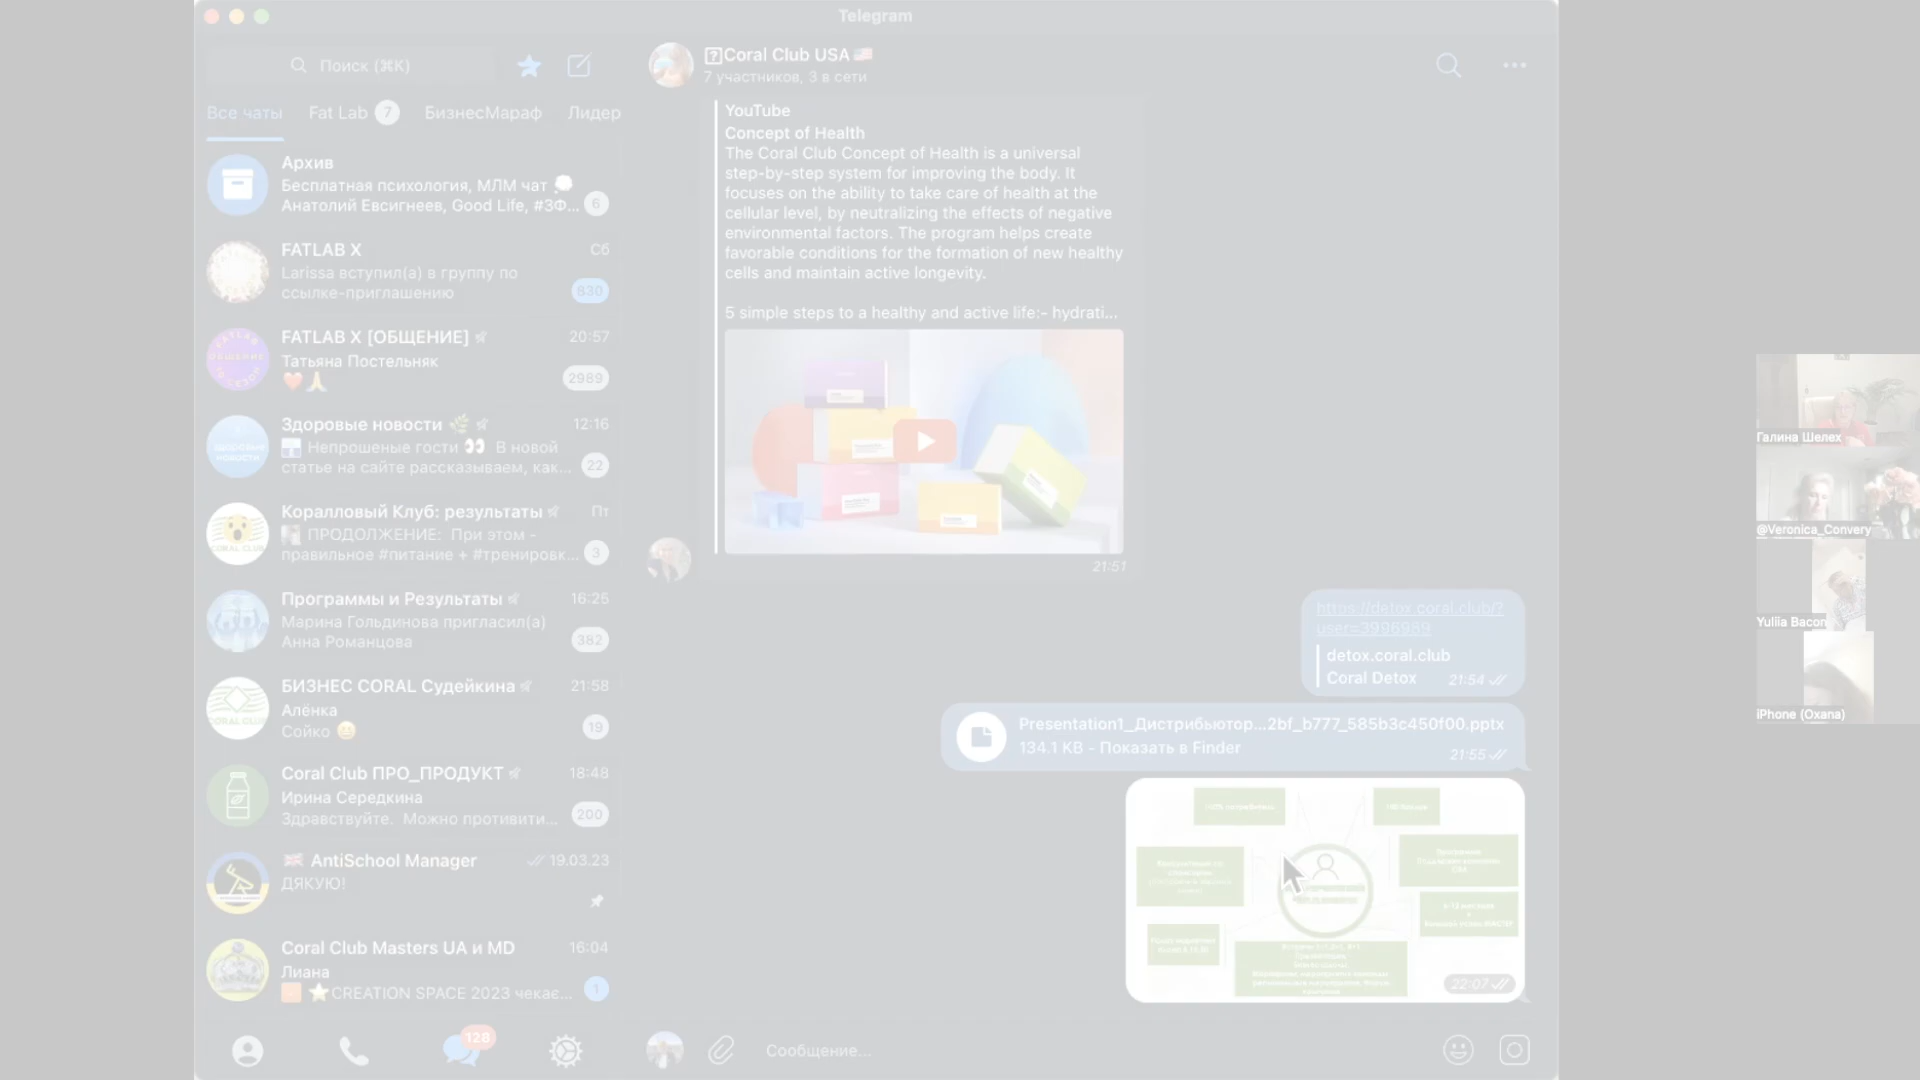 Telegram
Поиск (⌘K)
Все чаты
Fat Lab 7
БизнесМараф
Лидер
Архив
Бесплатная психология, МЛМ чат
Анатолий Евсигнеев, Good Life, #ЗФ... 6
FATLAB X Сб
Larissa вступил(а) в группу по
ссылке-приглашению 830
FATLAB X [ОБЩЕНИЕ] 20:57
Татьяна Постельняк
2989
Здоровые новости 12:16
Непрошеные гости 👀 В новой
статье на сайте рассказываем, как... 22
Коралловый Клуб: результаты Пт
ПРОДОЛЖЕНИЕ: При этом -
правильное #питание + #тренировк... 3
Программы и Результаты 16:25
Марина Гольдинова пригласил(а)
Анна Романцова 382
БИЗНЕС CORAL Судейкина 21:58
Алёнка
Сойко 19
Coral Club ПРО_ПРОДУКТ 18:48
Ирина Середкина
Здравствуйте. Можно противити... 200
AntiSchool Manager 19.03.23
ДЯКУЮ!
Coral Club Masters UA и MD 16:04
Лиана
CREATION SPACE 2023 чекає... 1
128
Coral Club USA
7 участников, 3 в сети
YouTube
Concept of Health
The Coral Club Concept of Health is a universal
step-by-step system for improving the body. It
focuses on the ability to take care of health at the
cellular level, by neutralizing the effects of negative
environmental factors. The program helps create
favorable conditions for the formation of new healthy
cells and maintain active longevity.
5 simple steps to a healthy and active life:- hydrati...
21:51
https://detox.coral.club/?
user=3996989
detox.coral.club
Coral Detox 21:54
Presentation1_Дистрибьютор...2bf_b777_585b3c450f00.pptx
134.1 KB - Показать в Finder 21:55
22:07
Сообщение...
Галина Шелех
@Veronica_Convery
Yuliia Bacon
iPhone (Oxana)